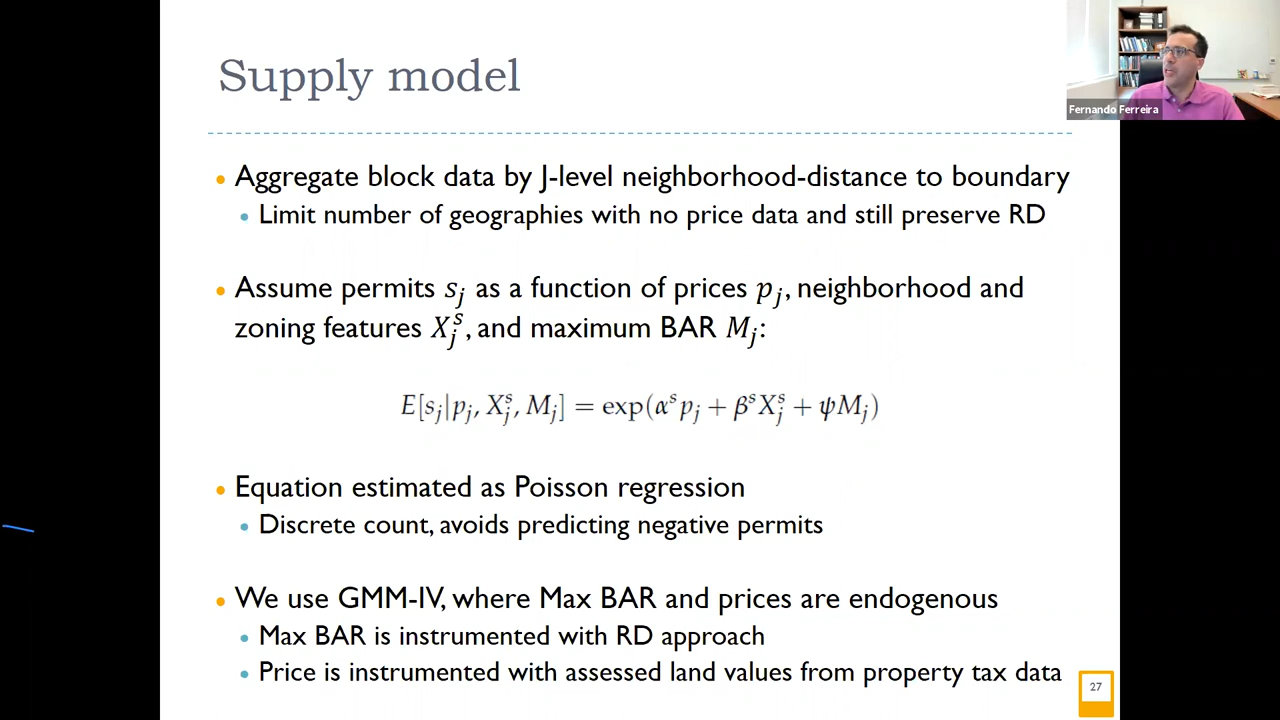 Supply model
Fernando Ferreira
• Aggregate block data by J-level neighborhood-distance to boundary
• Limit number of geographies with no price data and still preserve RD
• Assume permits s_j as a function of prices p_j, neighborhood and
zoning features X_j^s, and maximum BAR M_j:
E[s_j|p_j, X_j^s, M_j] = exp(α^s p_j + β^s X_j^s + ψM_j)
• Equation estimated as Poisson regression
• Discrete count, avoids predicting negative permits
• We use GMM-IV, where Max BAR and prices are endogenous
• Max BAR is instrumented with RD approach
• Price is instrumented with assessed land values from property tax data
27